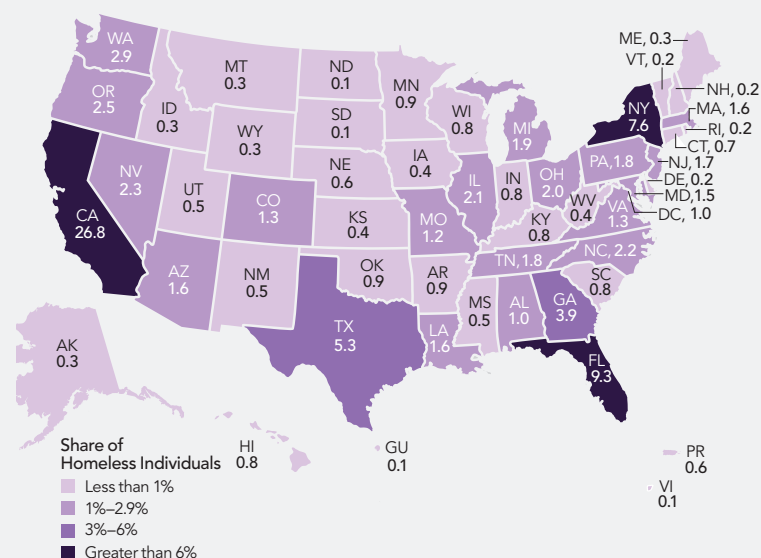 WA
2.9
OR
2.5
CA
26.8
NV
2.3
ID
0.3
MT
0.3
WY
0.3
UT
0.5
AZ
1.6
CO
1.3
NM
0.5
ND
0.1
SD
0.1
NE
0.6
KS
0.4
OK
0.9
TX
5.3
MN
0.9
IA
0.4
MO
1.2
AR
0.9
LA
1.6
WI
0.8
IL
2.1
MI
1.9
IN
0.8
OH
2.0
KY
0.8
TN, 1.8
MS
0.5
AL
1.0
GA
3.9
FL
9.3
SC
0.8
NC, 2.2
VA
1.3
WV
0.4
PA, 1.8
NY
7.6
ME, 0.3
VT, 0.2
NH, 0.2
MA, 1.6
RI, 0.2
CT, 0.7
NJ, 1.7
DE, 0.2
MD, 1.5
DC, 1.0
AK
0.3
HI
0.8
GU
0.1
PR
0.6
VI
0.1
Share of
Homeless Individuals
Less than 1%
1%–2.9%
3%–6%
Greater than 6%